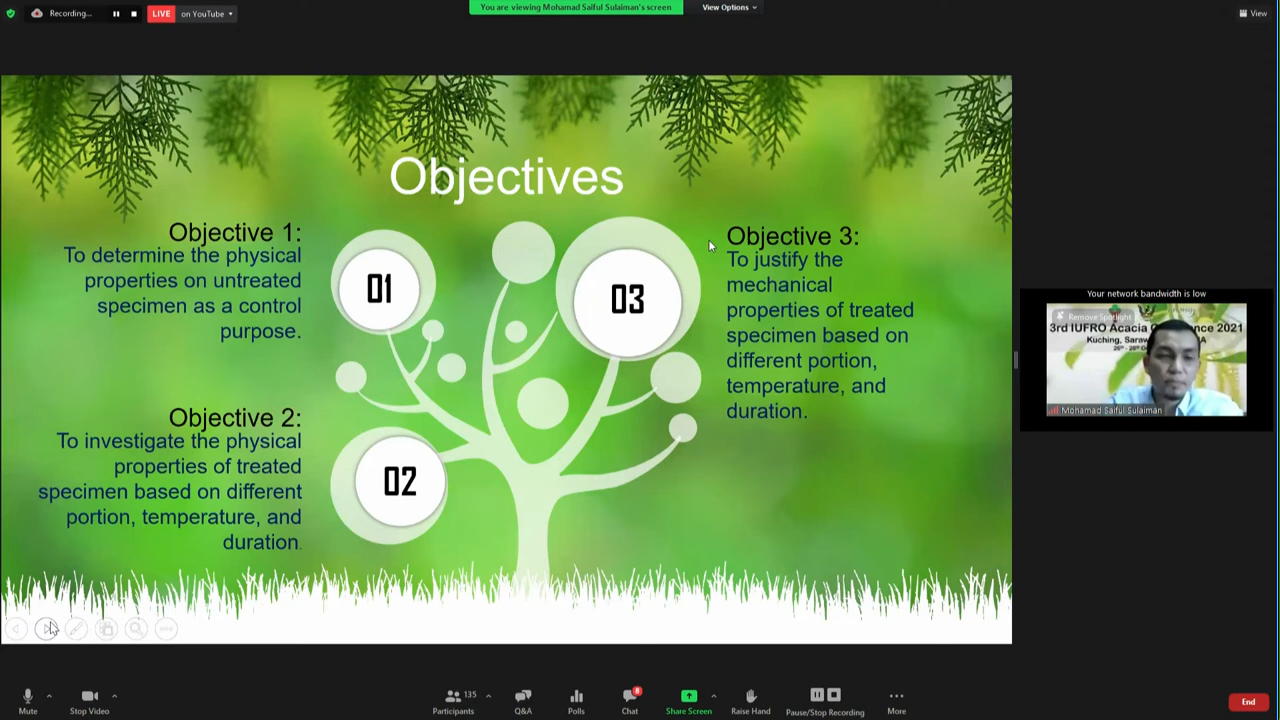 Recording...
LIVE
on YouTube
You are viewing Mohamad Saiful Sulaiman's screen
View Options
View
Objectives
Objective 1:
To determine the physical
properties on untreated
specimen as a control
purpose.
01
Objective 2:
To investigate the physical
properties of treated
specimen based on different
portion, temperature, and
duration.
02
03
Objective 3:
To justify the
mechanical
properties of treated
specimen based on
different portion,
temperature, and
duration.
Your network bandwidth is low
Remove Spotlight
3rd IUFRO Acacia
2021
Kuching,
Mohamad Saiful Sulaiman
Mute
Stop Video
135
Participants
Q&A
Polls
8
Chat
Share Screen
Raise Hand
Pause/Stop Recording
More
End